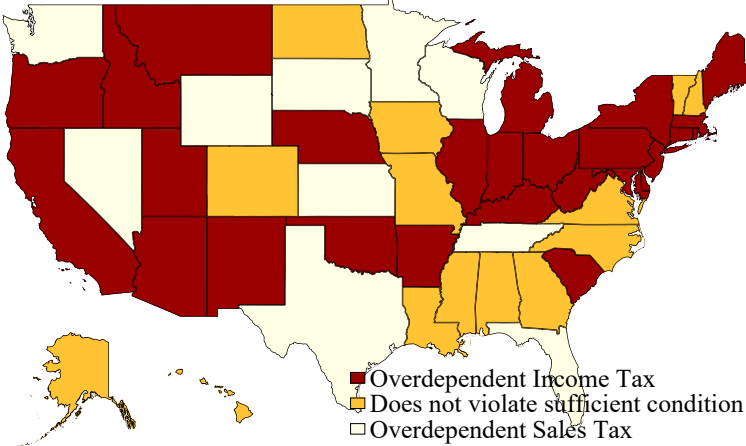 Overdependent Income Tax
Does not violate sufficient condition
Overdependent Sales Tax